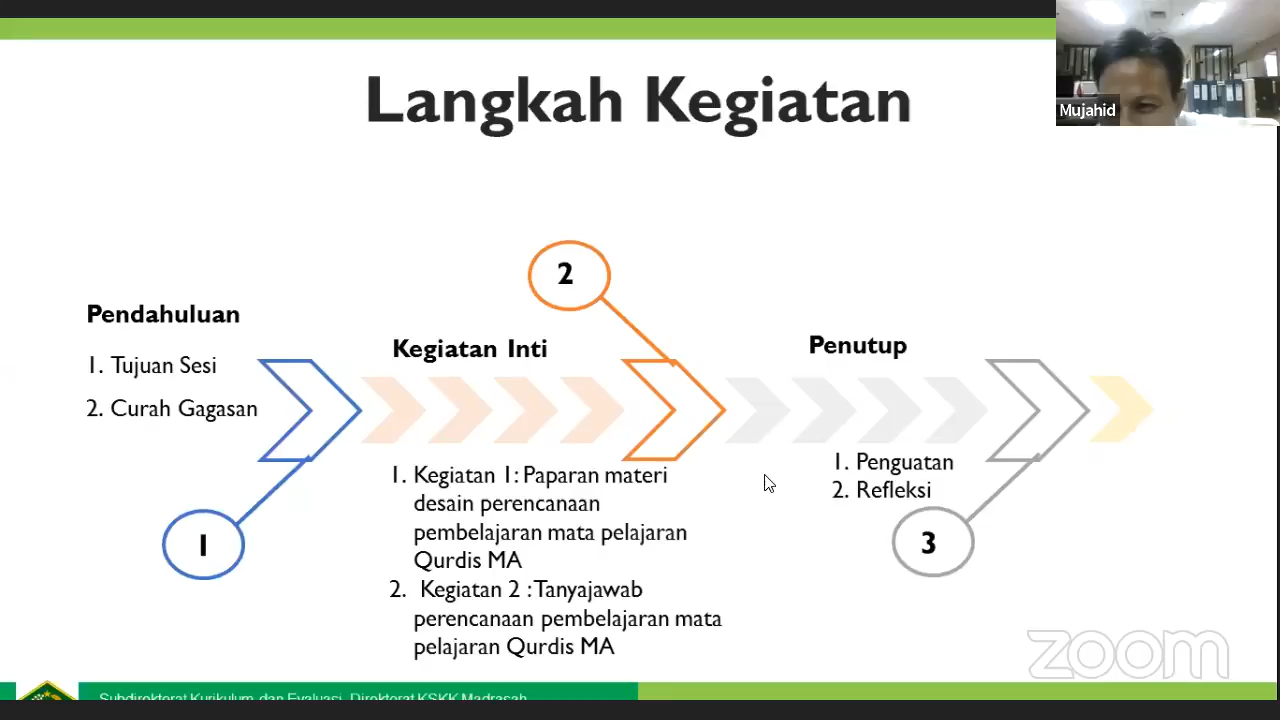 Langkah Kegiatan
Mujahid
2
Pendahuluan
1. Tujuan Sesi
2. Curah Gagasan
1
Kegiatan Inti
1. Kegiatan 1: Paparan materi
desain perencanaan
pembelajaran mata pelajaran
Qurdis MA
2. Kegiatan 2 : Tanyajawab
perencanaan pembelajaran mata
pelajaran Qurdis MA
Penutup
1. Penguatan
2. Refleksi
3
zoom
Subdirektorat Kurikulum dan Evaluasi, Direktorat KSKK Madrasah